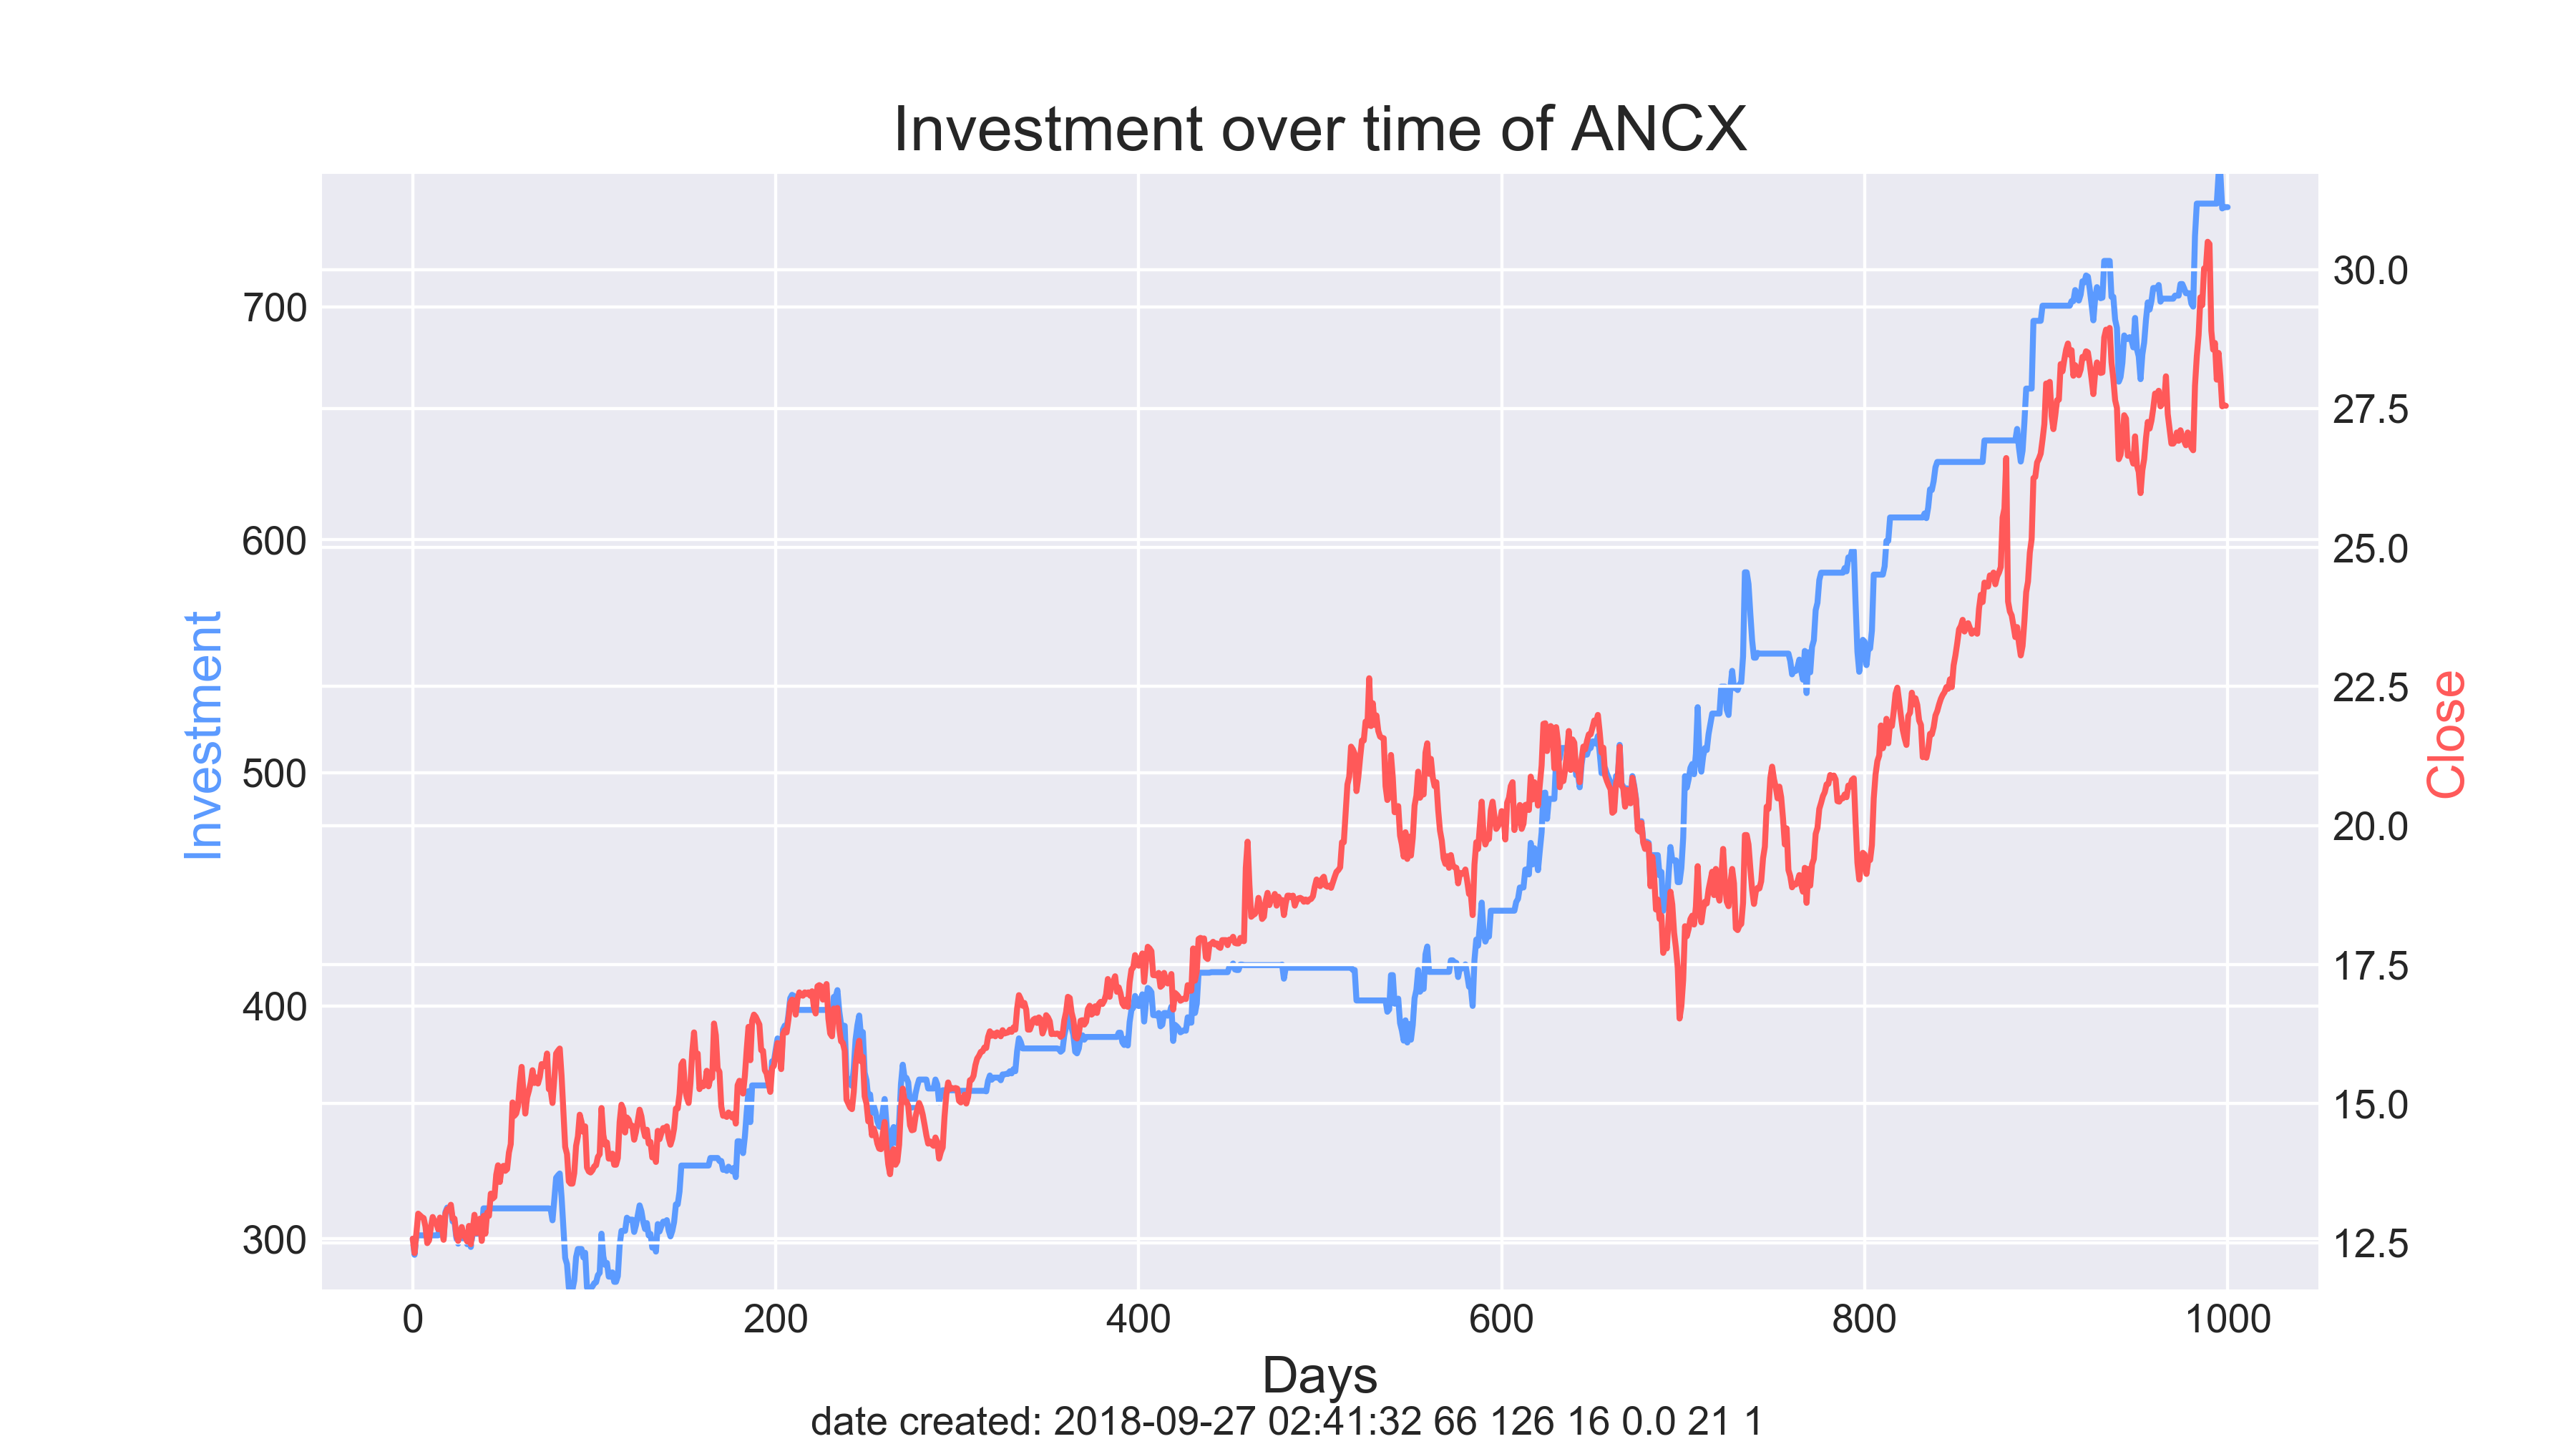 Investment over time of ANCX
Investment
700
600
500
400
300
30.0
27.5
25.0
22.5
20.0
17.5
15.0
12.5
Close
0 200 400 600 800 1000
Days
date created: 2018-09-27 02:41:32 66 126 16 0.0 21 1